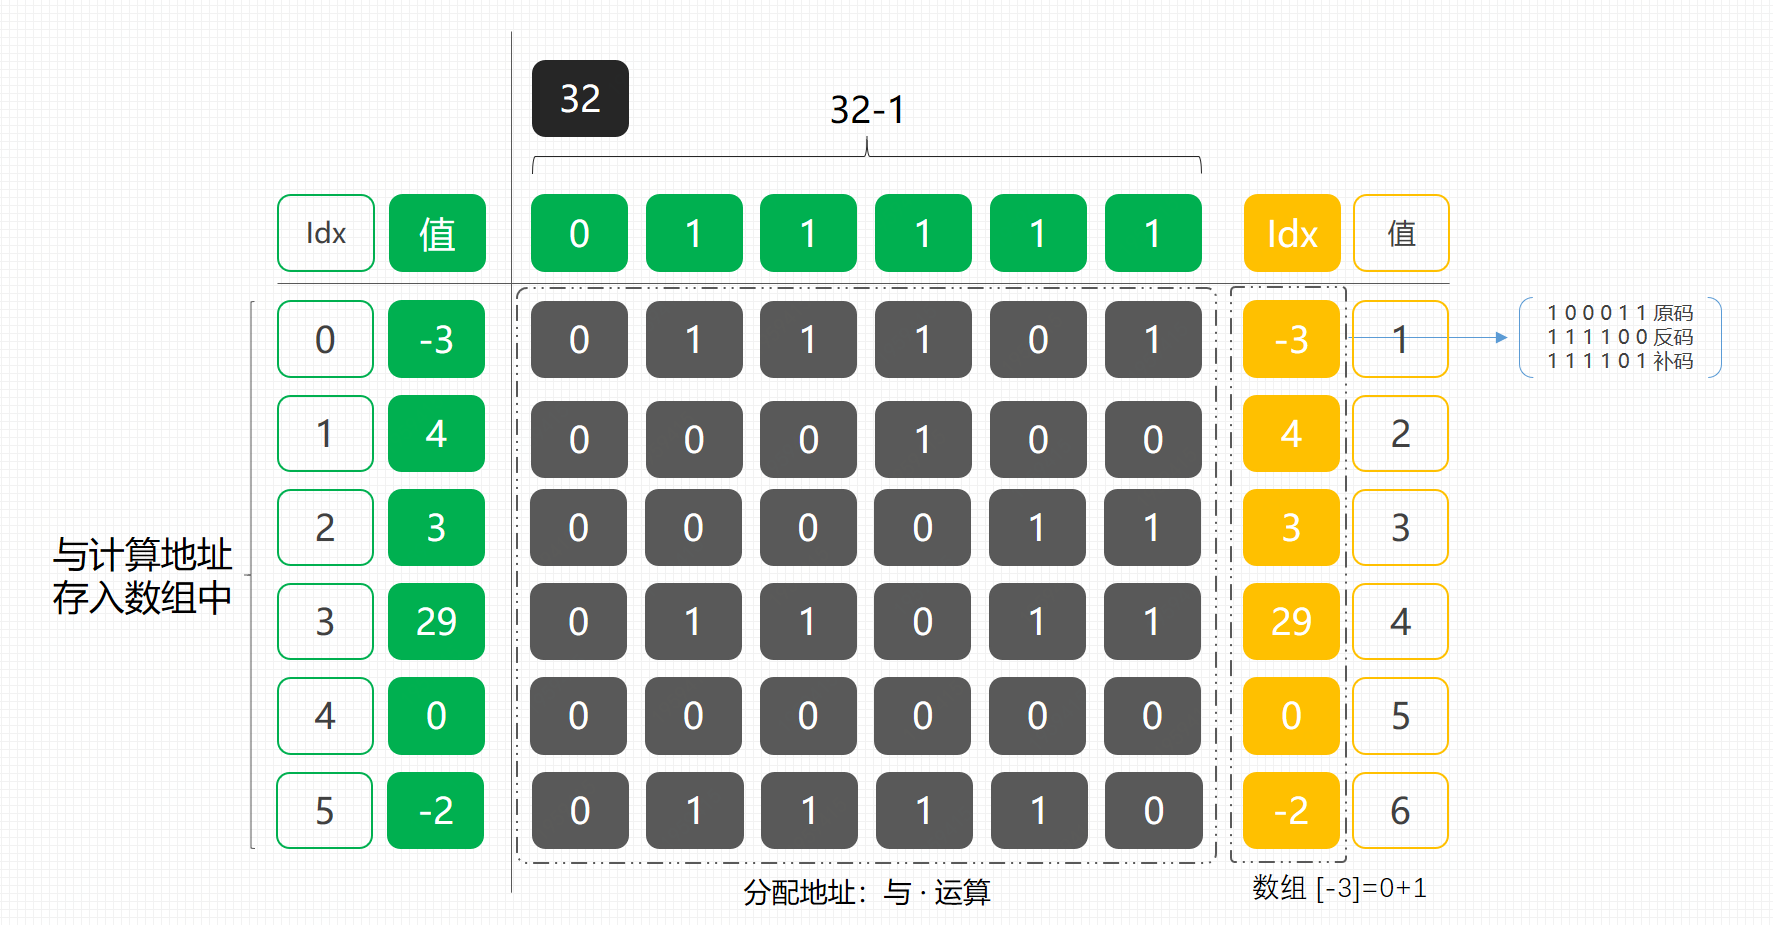 32
32-1
Idx 值 0 1 1 1 1 1 Idx 值
0 -3 0 1 1 1 0 1 -3 1
1 0 0 0 1 1 原码
1 1 1 1 0 0 反码
1 1 1 1 0 1 补码
1 4 0 0 0 1 0 0 4 2
2 3 0 0 0 0 1 1 3 3
与计算地址
存入数组中
3 29 0 1 1 0 1 1 29 4
4 0 0 0 0 0 0 0 0 5
5 -2 0 1 1 1 1 0 -2 6
分配地址：与 · 运算
数组 [-3]=0+1